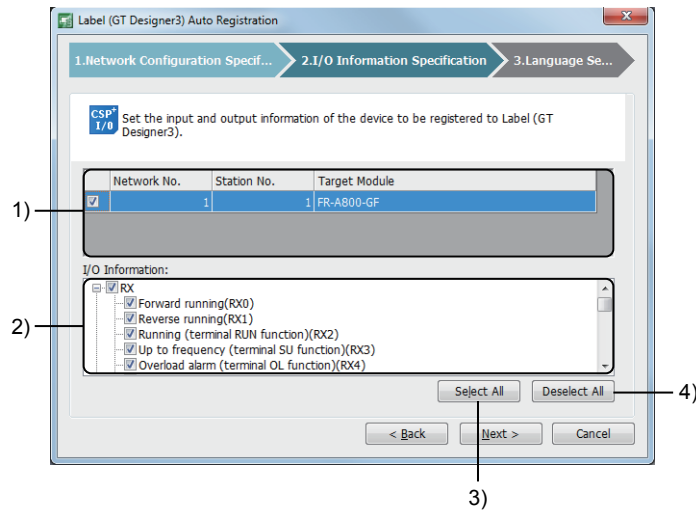 Label (GT Designer3) Auto Registration
1.Network Configuration Specif...
2.I/O Information Specification
3.Language Se...
CSP+
I/O
Set the input and output information of the device to be registered to Label (GT
Designer3).
Network No. Station No. Target Module
1 1 FR-A800-GF
1)
I/O Information:
RX
Forward running(RX0)
Reverse running(RX1)
2)
Running (terminal RUN function)(RX2)
Up to frequency (terminal SU function)(RX3)
Overload alarm (terminal OL function)(RX4)
Select All Deselect All
4)
< Back Next > Cancel
3)